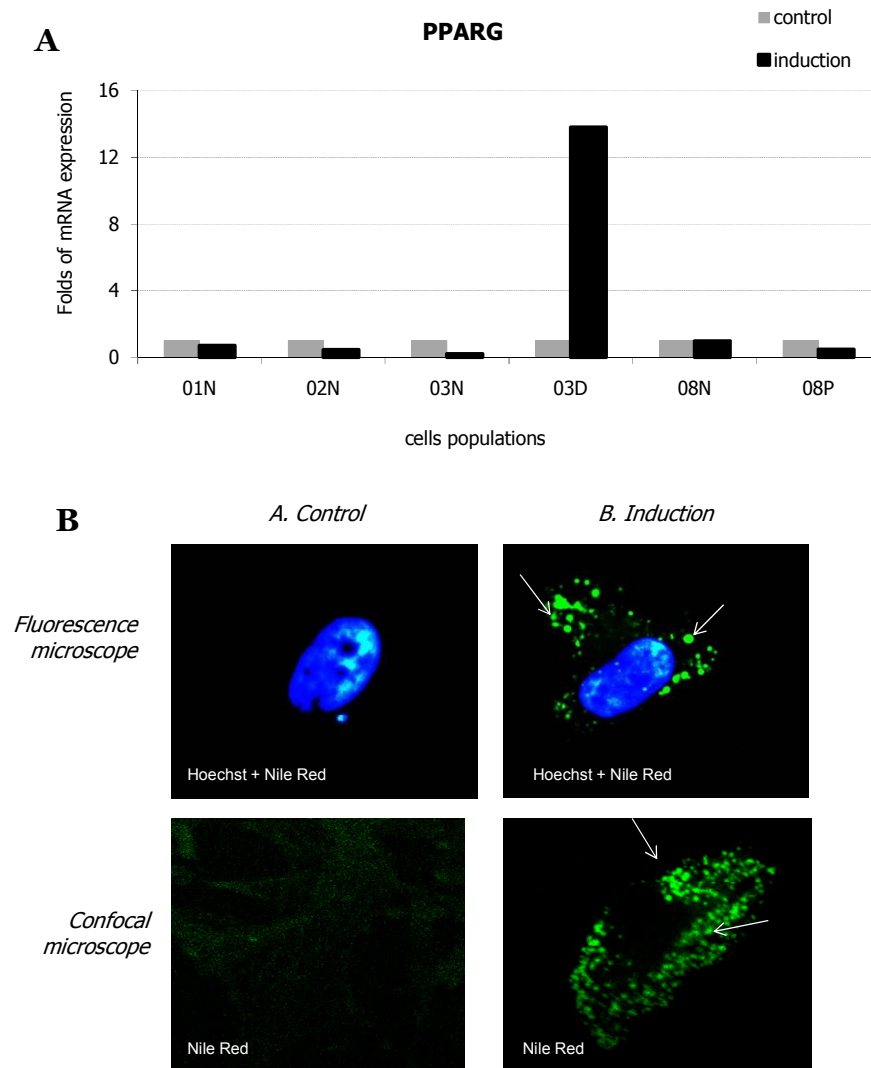 A
PPARG
control
induction
Folds of mRNA expression
16
12
8
4
0
01N 02N 03N 03D 08N 08P
cells populations
B
A. Control B. Induction
Fluorescence
microscope
Hoechst + Nile Red Hoechst + Nile Red
Confocal
microscope
Nile Red Nile Red